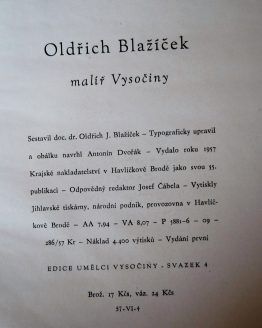 Oldřich Blažíček
malíř Vysočiny
Sestavil doc. dr. Oldřich J. Blažíček – Typograficky upravil
a obálku navrhl Antonín Dvořák – Vydalo roku 1957
Krajské nakladatelství v Havlíčkově Brodě jako svou 55.
publikaci – Odpovědný redaktor Josef Čábela – Vytiskly
Jihlavské tiskárny, národní podnik, provozovna v Havlíč-
kově Brodě – AA 7,94 – VA 8,07 – P 5881-6 – 09 –
286/57 Kr – Náklad 4.400 výtisků – Vydání první
EDICE UMĚLCI VYSOČINY - SVAZEK 4
Brož. 17 Kčs, váz. 24 Kčs
57-VI-4